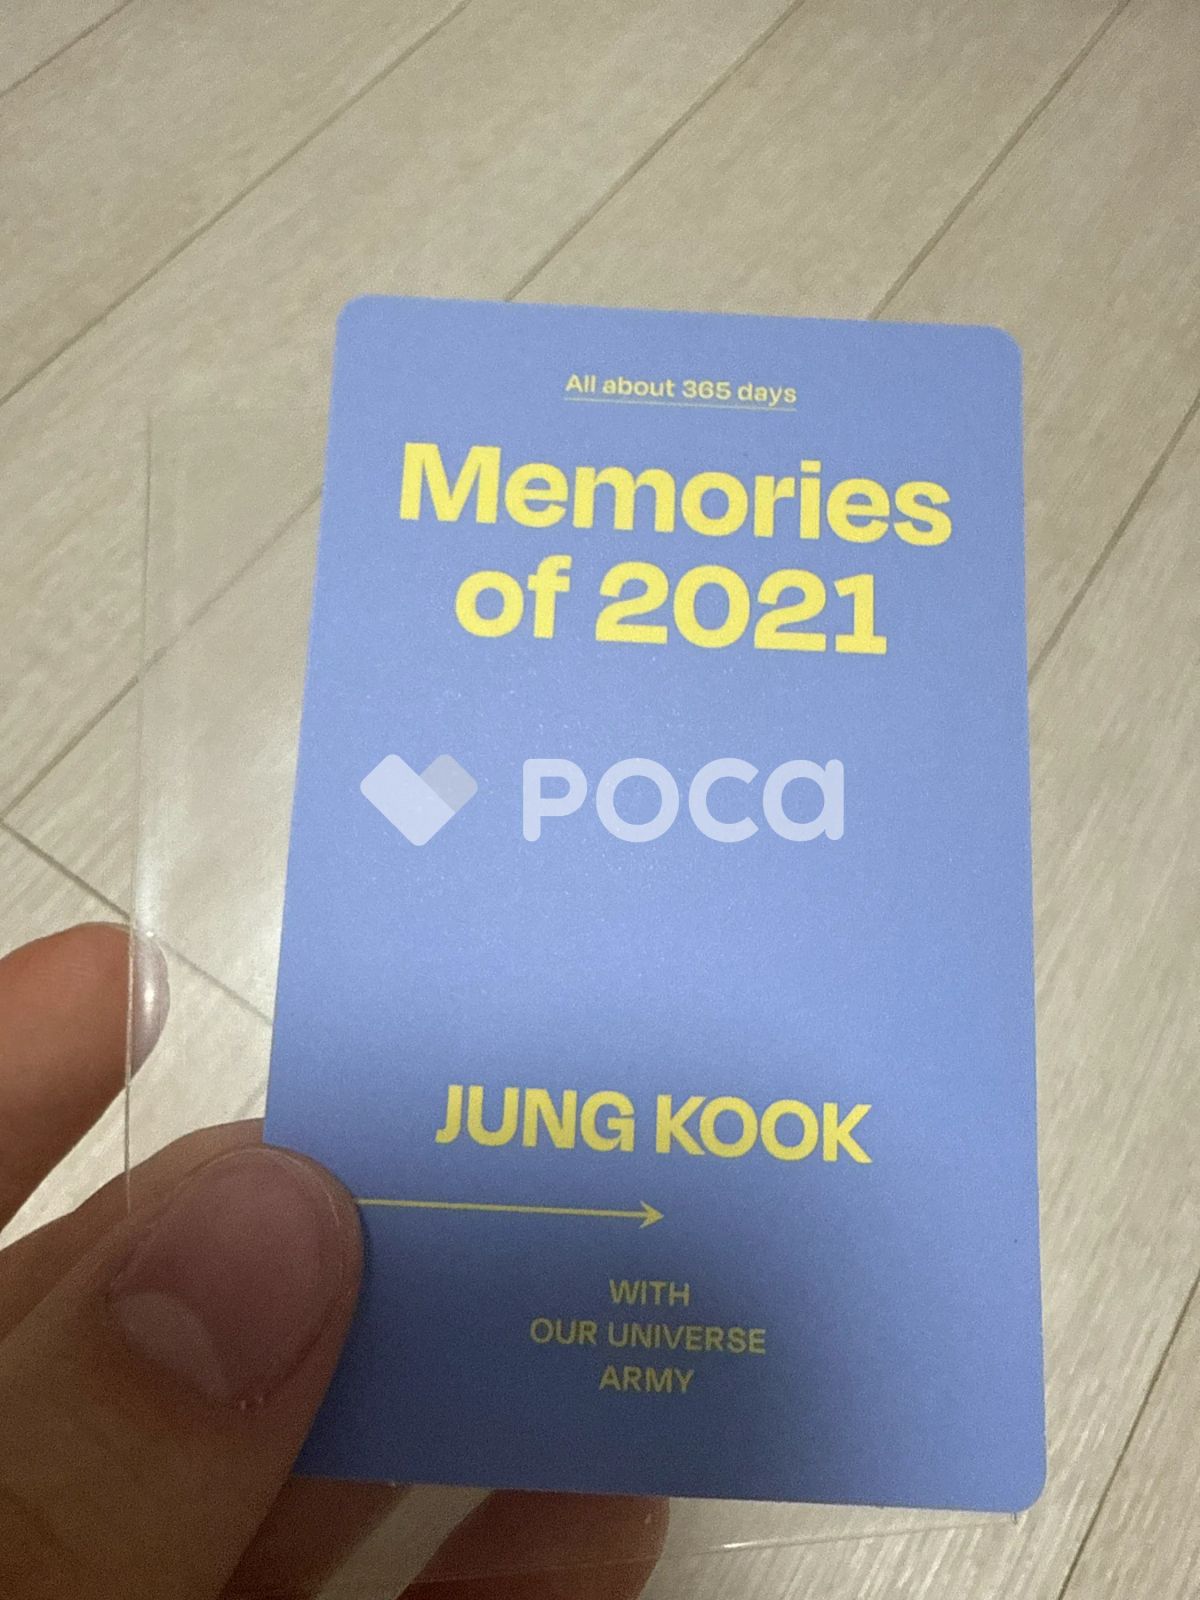 All about 365 days
Memories
of 2021
POCA
JUNG KOOK
WITH
OUR UNIVERSE
ARMY